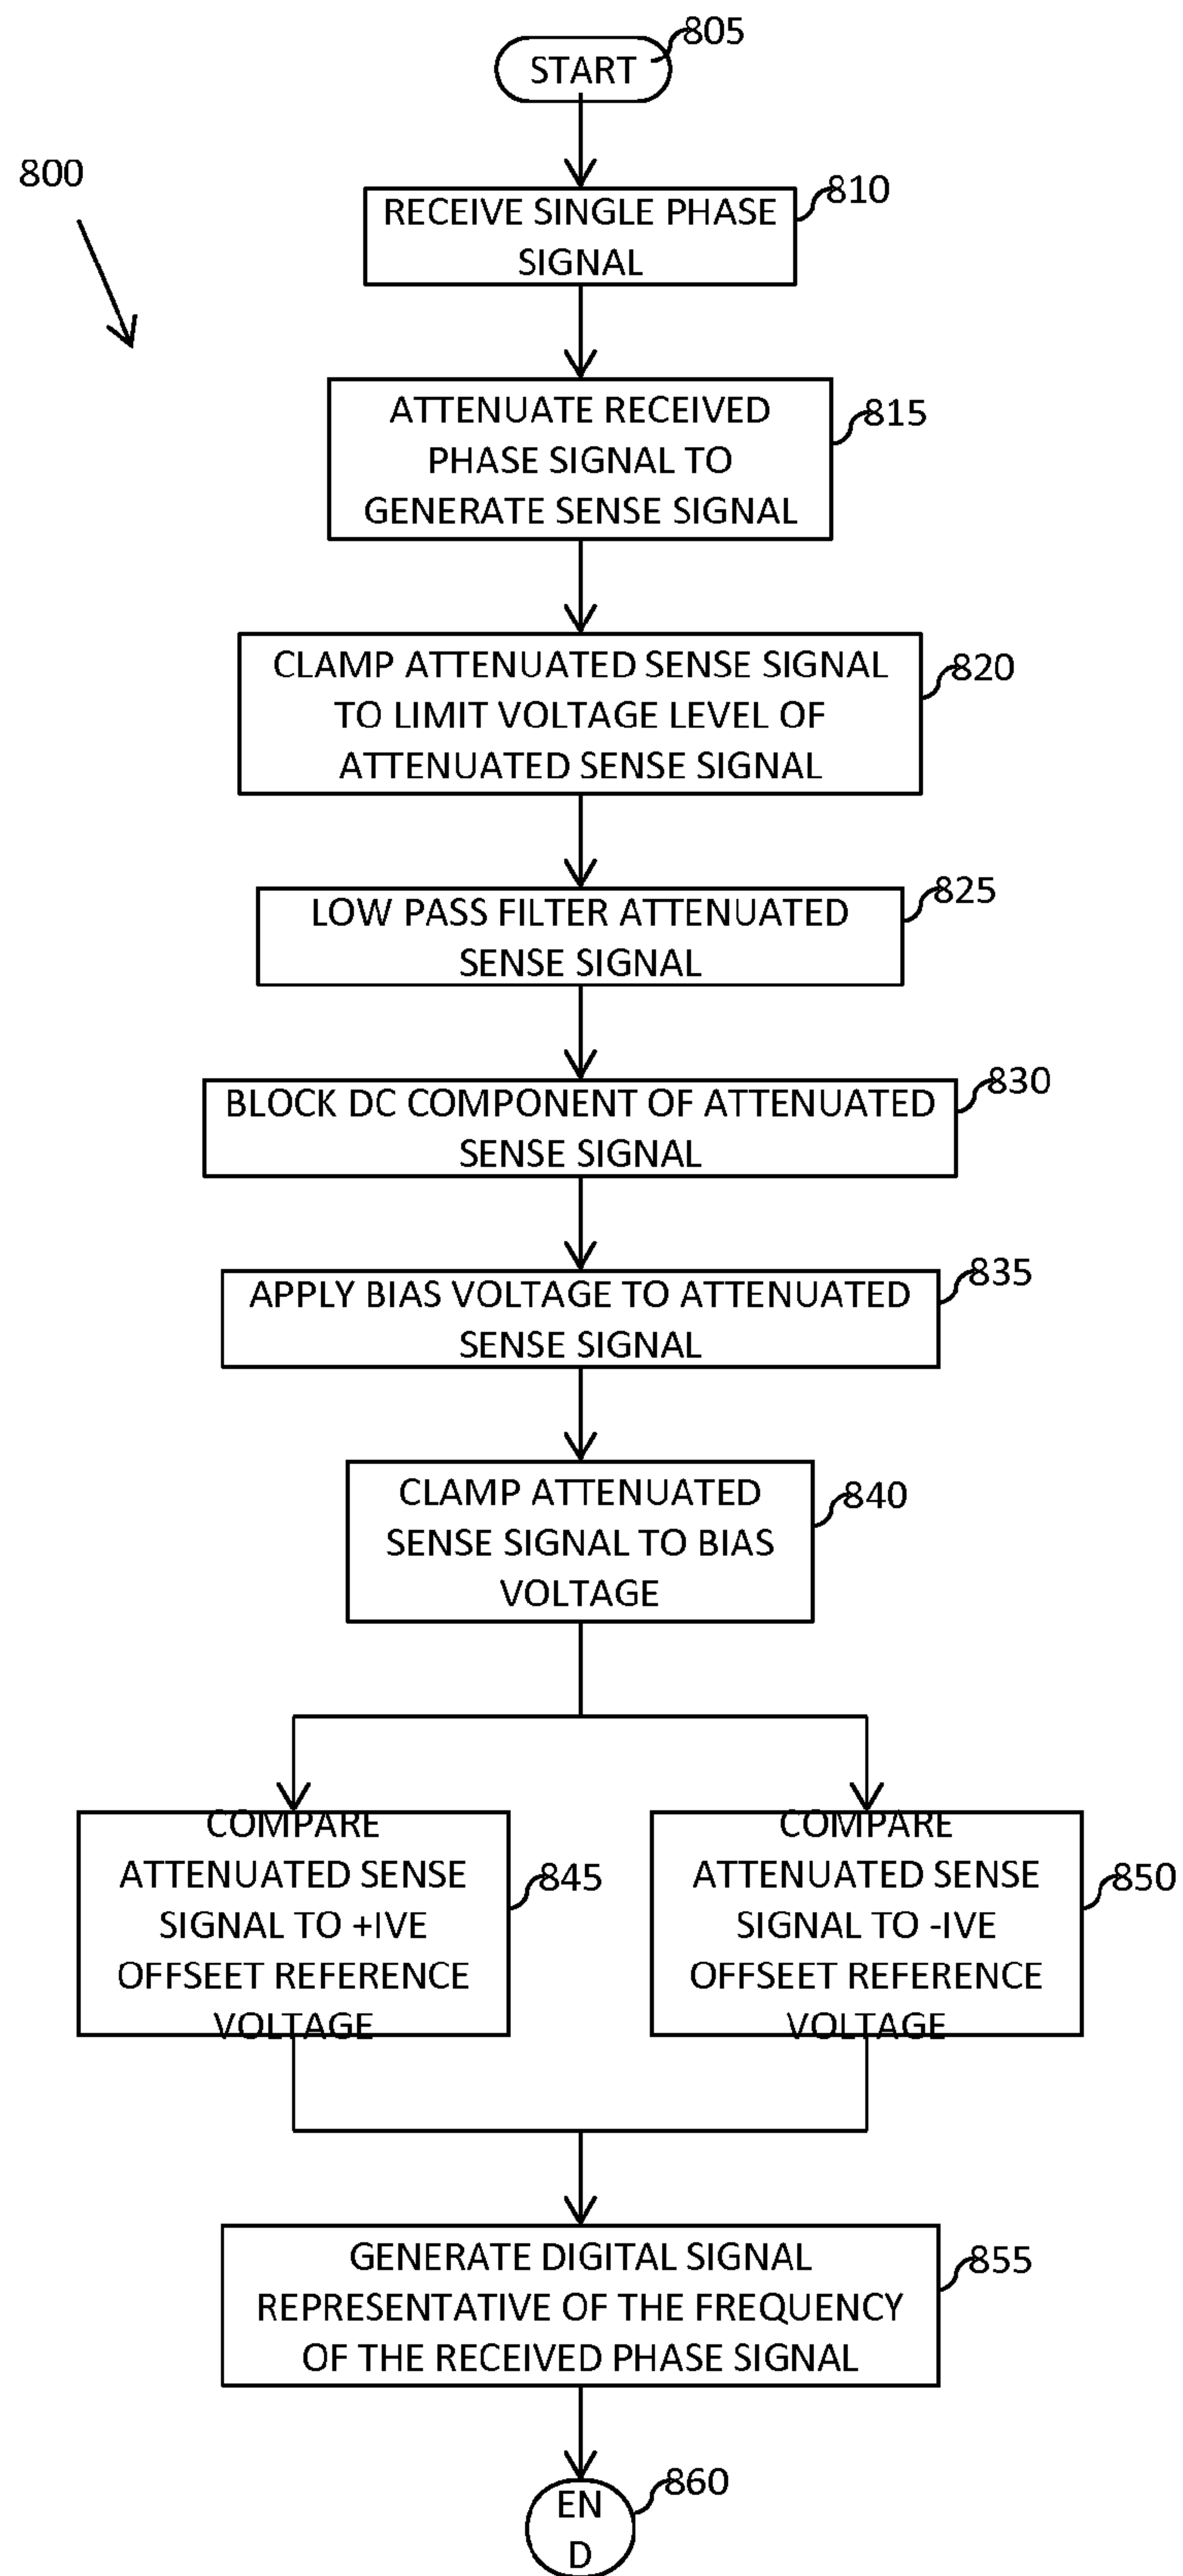 805
START
800
810
RECEIVE SINGLE PHASE
SIGNAL
815
ATTENUATE RECEIVED
PHASE SIGNAL TO
GENERATE SENSE SIGNAL
820
CLAMP ATTENUATED SENSE SIGNAL
TO LIMIT VOLTAGE LEVEL OF
ATTENUATED SENSE SIGNAL
825
LOW PASS FILTER ATTENUATED
SENSE SIGNAL
830
BLOCK DC COMPONENT OF ATTENUATED
SENSE SIGNAL
835
APPLY BIAS VOLTAGE TO ATTENUATED
SENSE SIGNAL
840
CLAMP ATTENUATED
SENSE SIGNAL TO BIAS
VOLTAGE
845
COMPARE
ATTENUATED SENSE
SIGNAL TO +IVE
OFFSEET REFERENCE
VOLTAGE
850
COMPARE
ATTENUATED SENSE
SIGNAL TO -IVE
OFFSEET REFERENCE
VOLTAGE
855
GENERATE DIGITAL SIGNAL
REPRESENTATIVE OF THE FREQUENCY
OF THE RECEIVED PHASE SIGNAL
860
EN
D